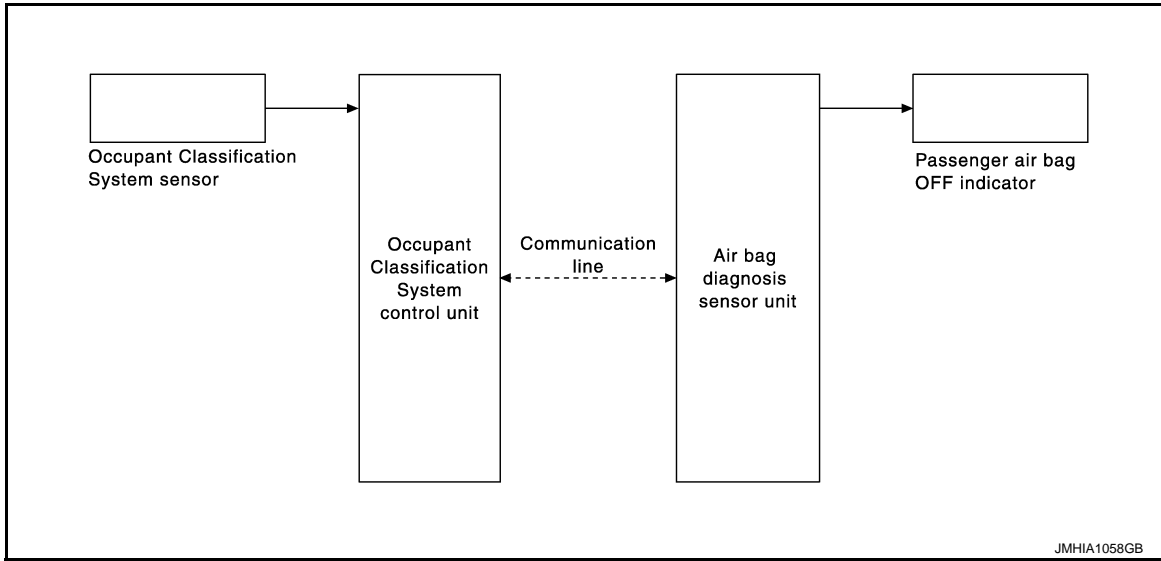 Occupant Classification
System sensor
Occupant
Classification
System
control unit
Communication
line
Air bag
diagnosis
sensor unit
Passenger air bag
OFF indicator
JMHIA1058GB